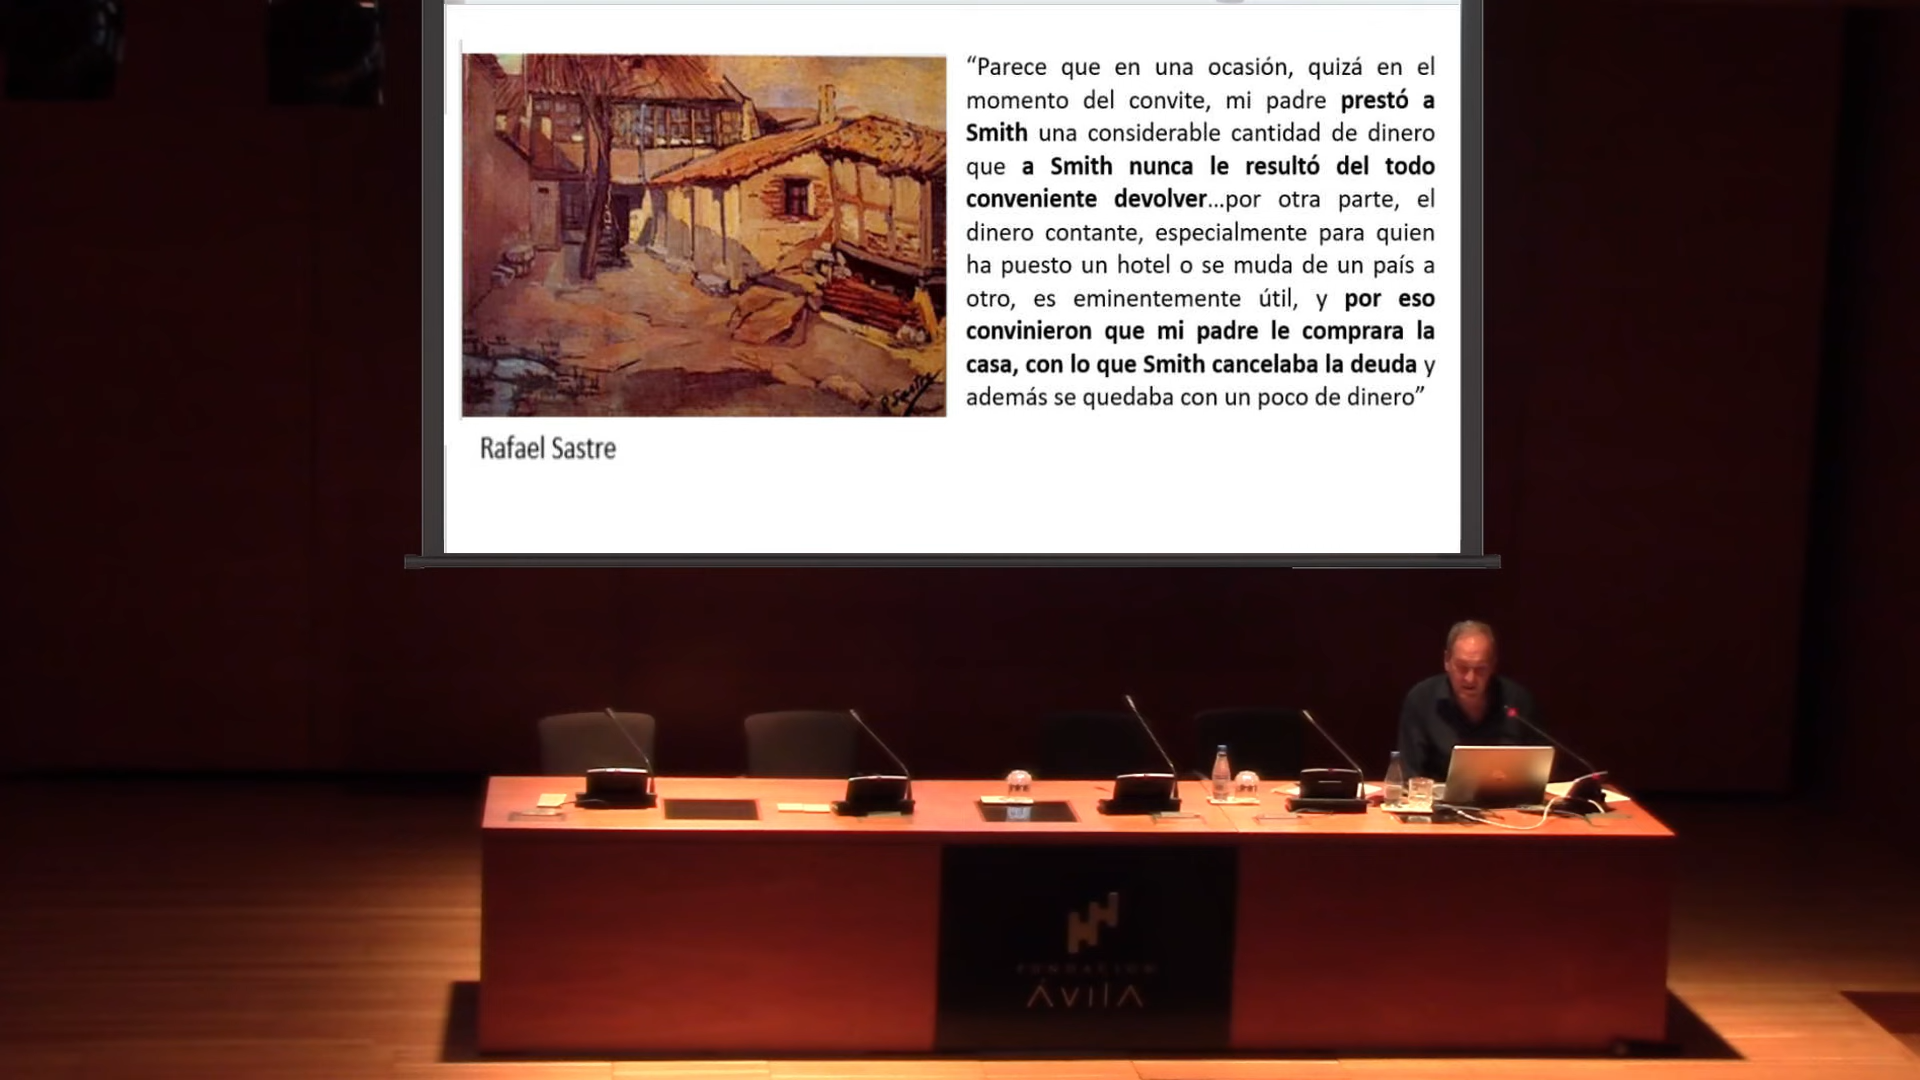 “Parece que en una ocasión, quizá en el
momento del convite, mi padre prestó a
Smith una considerable cantidad de dinero
que a Smith nunca le resultó del todo
conveniente devolver...por otra parte, el
dinero contante, especialmente para quien
ha puesto un hotel o se muda de un país a
otro, es eminentemente útil, y por eso
convinieron que mi padre le comprara la
casa, con lo que Smith cancelaba la deuda y
además se quedaba con un poco de dinero”
R Sastre
Rafael Sastre
FUNDACIÓN
ÁVILA